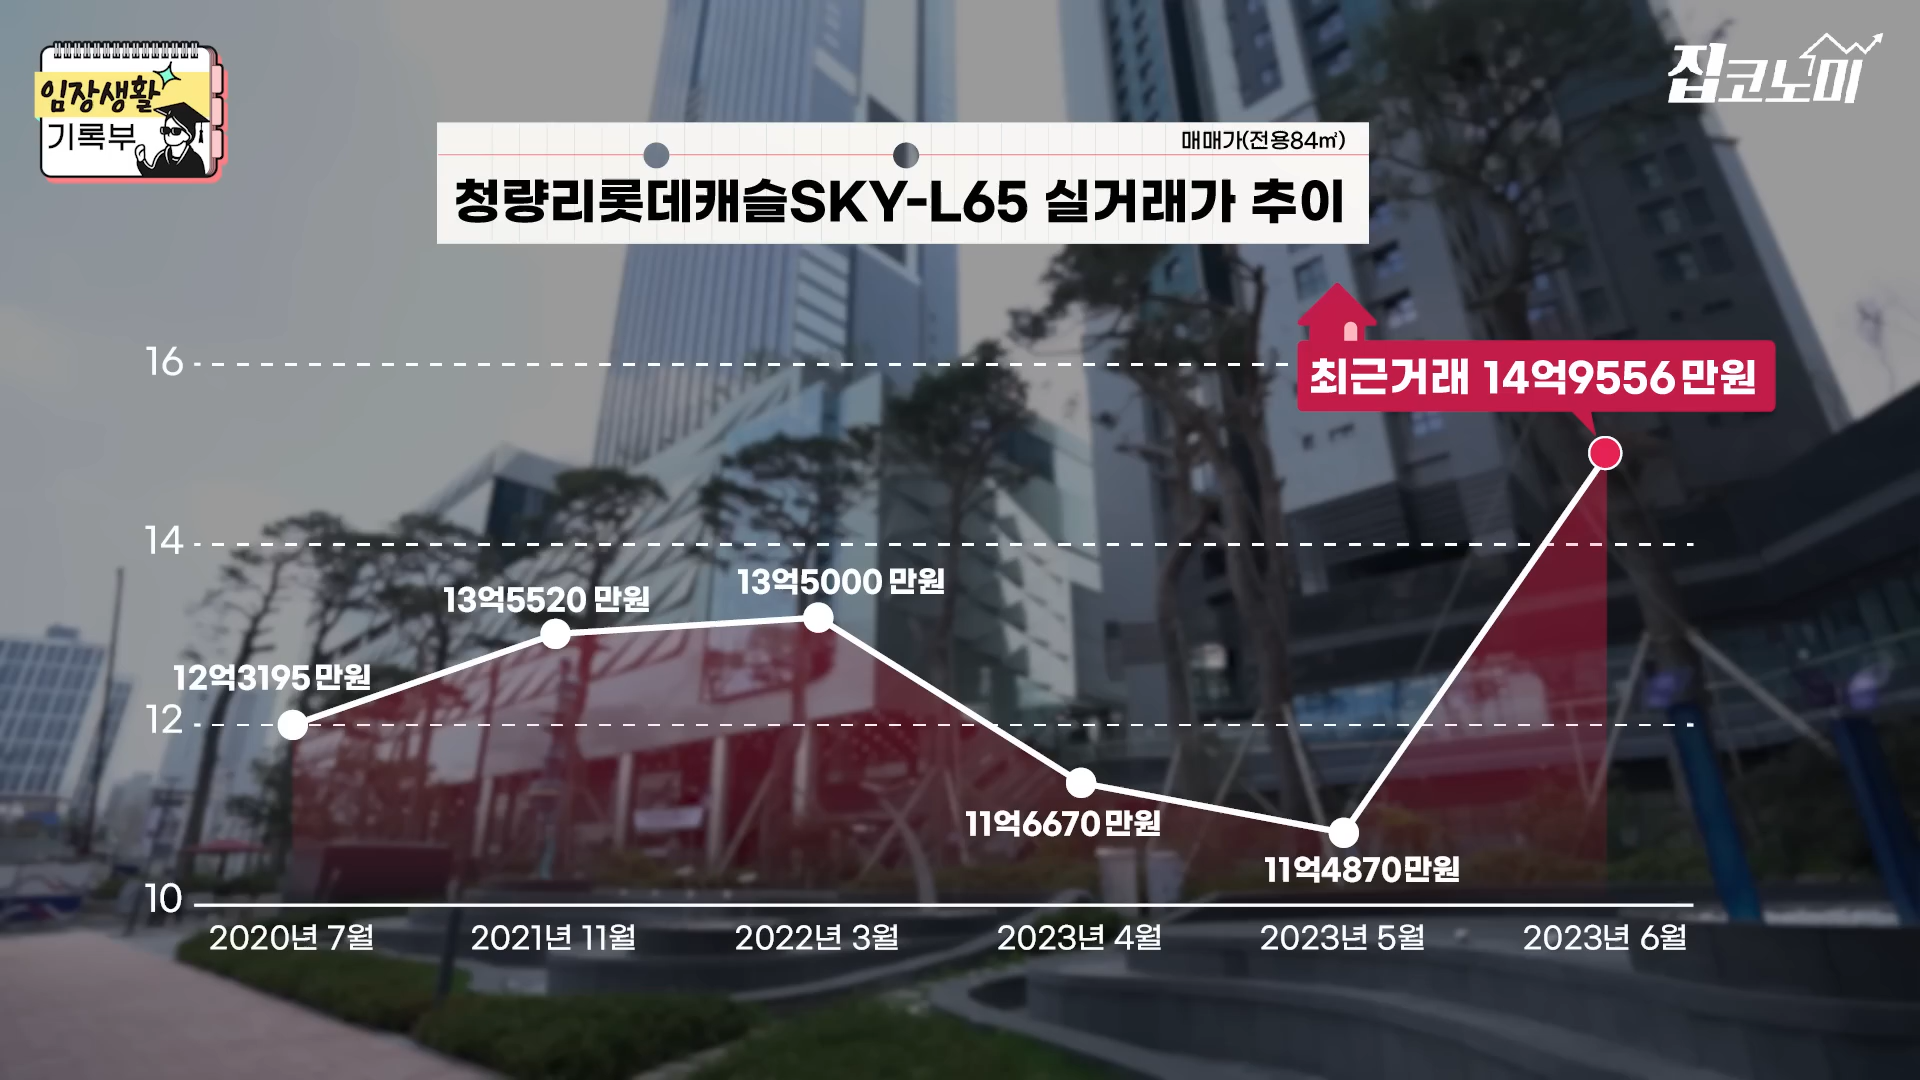 임장생활
기록부
집코노미
매매가(전용84㎡)
청량리롯데캐슬SKY-L65 실거래가 추이
최근거래 14억9556만원
16
14
12
10
12억3195만원
13억5520만원
13억5000만원
11억6670만원
11억4870만원
2020년 7월
2021년 11월
2022년 3월
2023년 4월
2023년 5월
2023년 6월